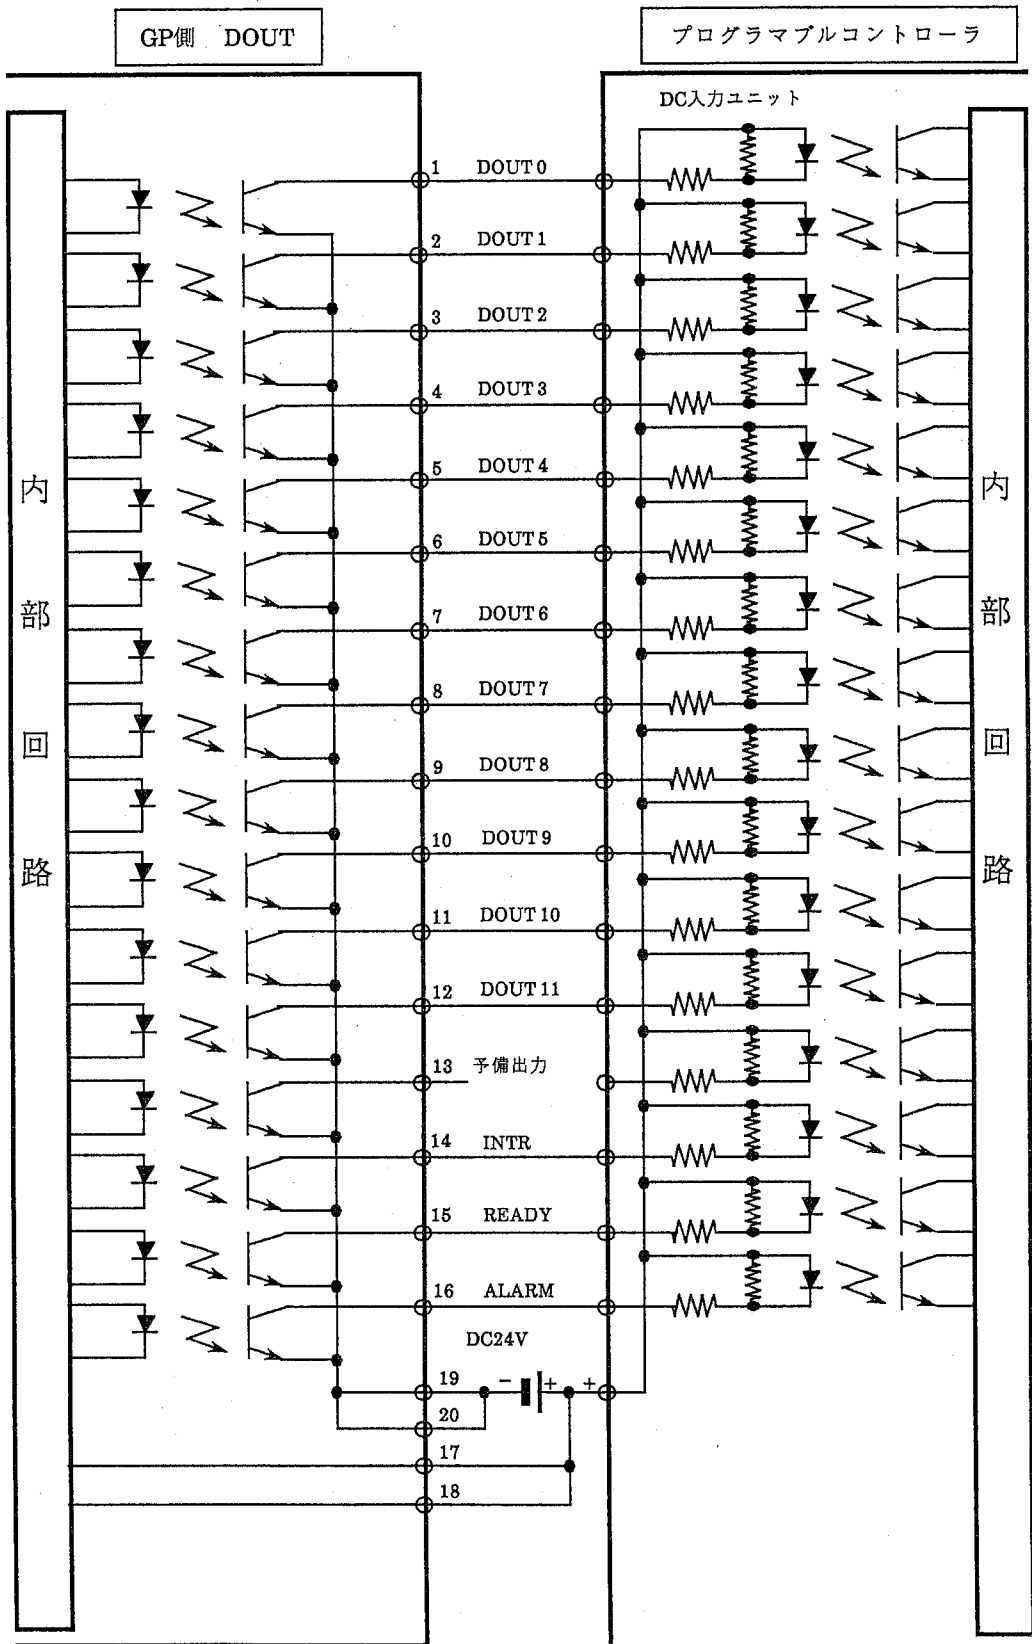 GP側 DOUT
プログラマブルコントローラ
DC入力ユニット
1 DOUT 0
2 DOUT 1
3 DOUT 2
4 DOUT 3
5 DOUT 4
6 DOUT 5
7 DOUT 6
8 DOUT 7
9 DOUT 8
10 DOUT 9
11 DOUT 10
12 DOUT 11
13 予備出力
14 INTR
15 READY
16 ALARM
DC24V
19 - + +
20
17
18
内部回路
内部回路